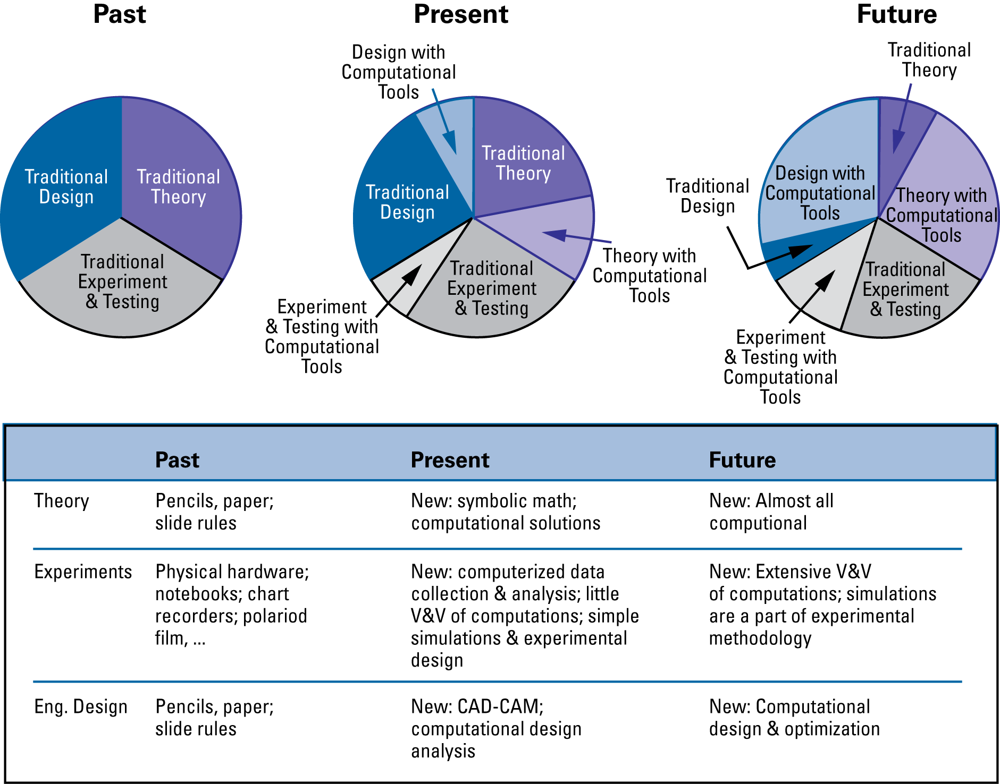 Past
Traditional
Design
Traditional
Theory
Traditional
Experiment
& Testing
Present
Design with
Computational
Tools
Traditional
Theory
Traditional
Design
Theory with
Computational
Tools
Traditional
Experiment
& Testing
Experiment
& Testing with
Computational
Tools
Future
Traditional
Theory
Design with
Computational
Tools
Traditional
Design
Theory with
Computational
Tools
Traditional
Experiment
& Testing
Experiment
& Testing with
Computational
Tools
Past
Present
Future
Theory
Pencils, paper;
slide rules
New: symbolic math;
computational solutions
New: Almost all
computional
Experiments
Physical hardware;
notebooks; chart
recorders; polariod
film, ...
New: computerized data
collection & analysis; little
V&V of computations; simple
simulations & experimental
design
New: Extensive V&V
of computations; simulations
are a part of experimental
methodology
Eng. Design
Pencils, paper;
slide rules
New: CAD-CAM;
computational design
analysis
New: Computational
design & optimization